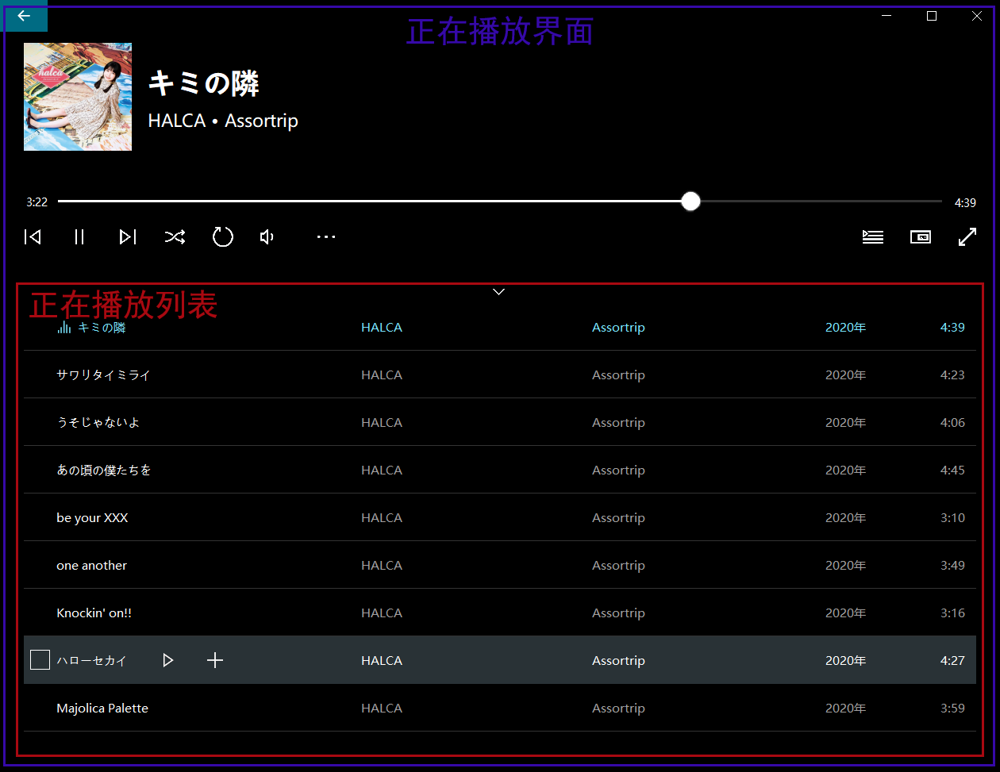 正在播放界面
halca
キミの隣
HALCA • Assortrip
3:22
4:39
正在播放列表
キミの隣 HALCA Assortrip 2020年 4:39
サワリタイミライ HALCA Assortrip 2020年 4:23
うそじゃないよ HALCA Assortrip 2020年 4:06
あの頃の僕たちを HALCA Assortrip 2020年 4:45
be your XXX HALCA Assortrip 2020年 3:10
one another HALCA Assortrip 2020年 3:49
Knockin' on!! HALCA Assortrip 2020年 3:16
ハローセカイ HALCA Assortrip 2020年 4:27
Majolica Palette HALCA Assortrip 2020年 3:59